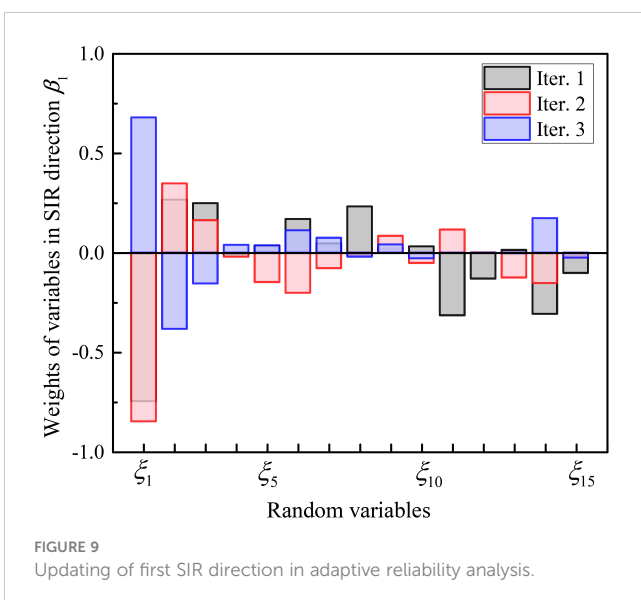 1.0
0.5
0.0
-0.5
-1.0
Weights of variables in SIR direction β₁
Iter. 1
Iter. 2
Iter. 3
ξ₁ ξ₅ ξ₁₀ ξ₁₅
Random variables
FIGURE 9
Updating of first SIR direction in adaptive reliability analysis.